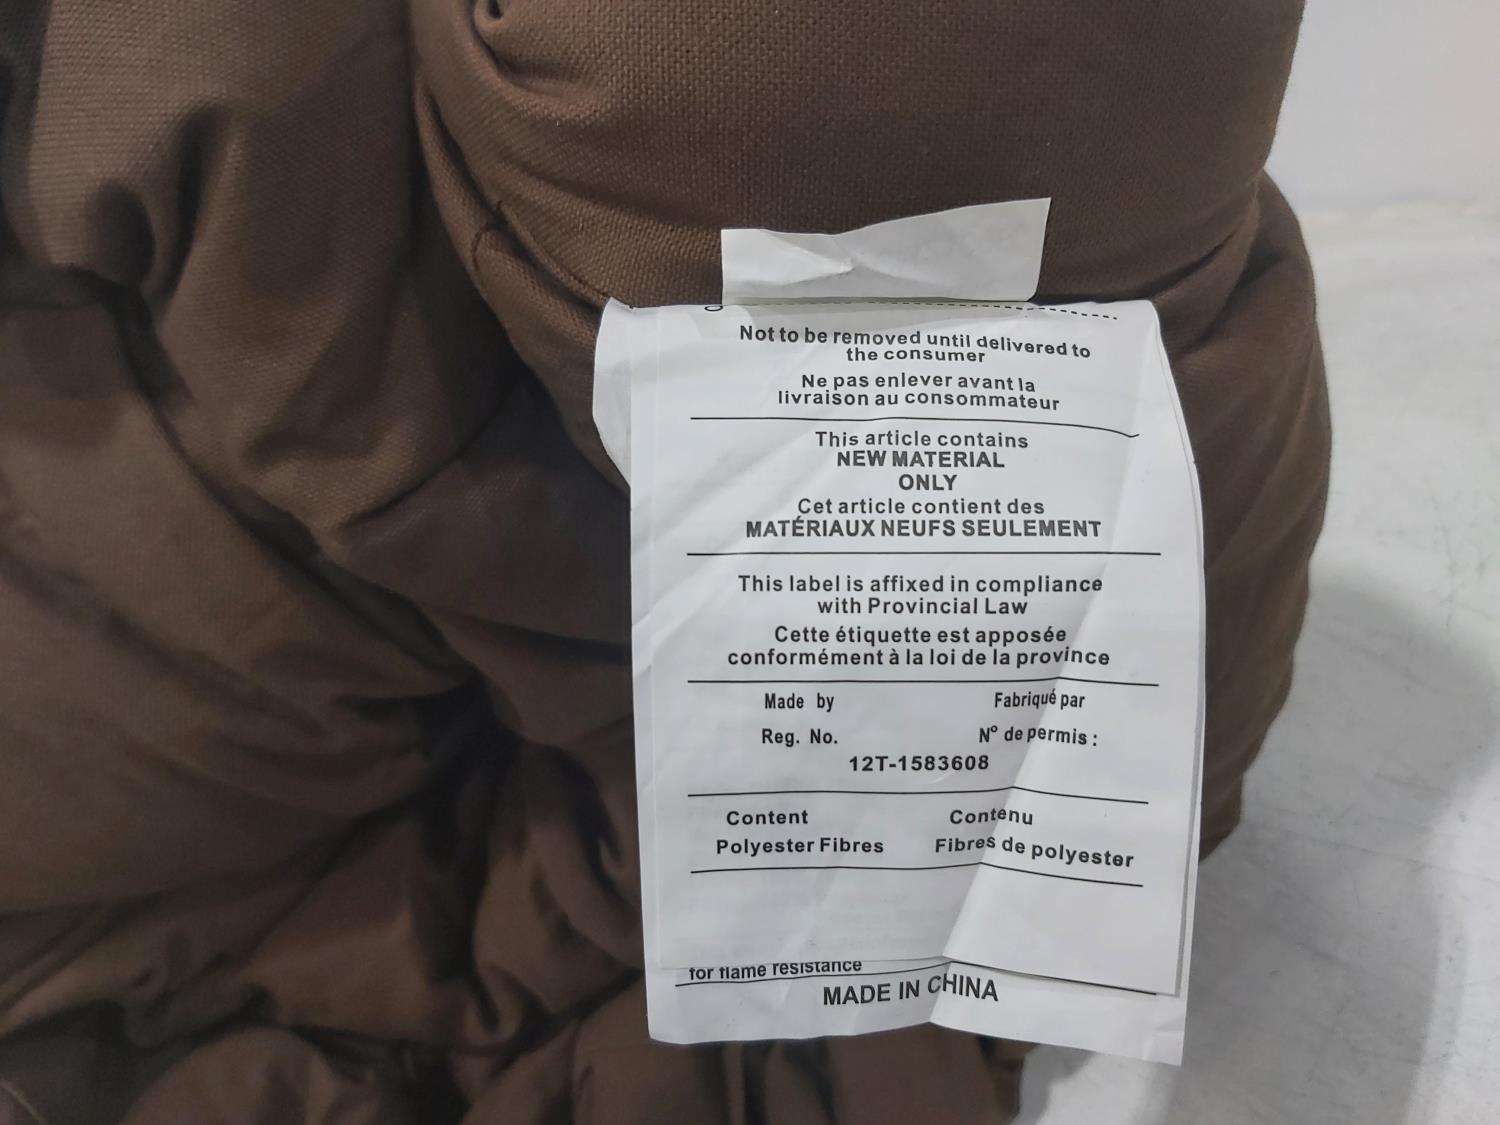 Not to be removed until delivered to
the consumer
Ne pas enlever avant la
livraison au consommateur
This article contains
NEW MATERIAL
ONLY
Cet article contient des
MATÉRIAUX NEUFS SEULEMENT
This label is affixed in compliance
with Provincial Law
Cette étiquette est apposée
conformément à la loi de la province
Made by Fabriqué par
Reg. No. Nº de permis :
12T-1583608
Content Contenu
Polyester Fibres Fibres de polyester
for flame resistance
MADE IN CHINA